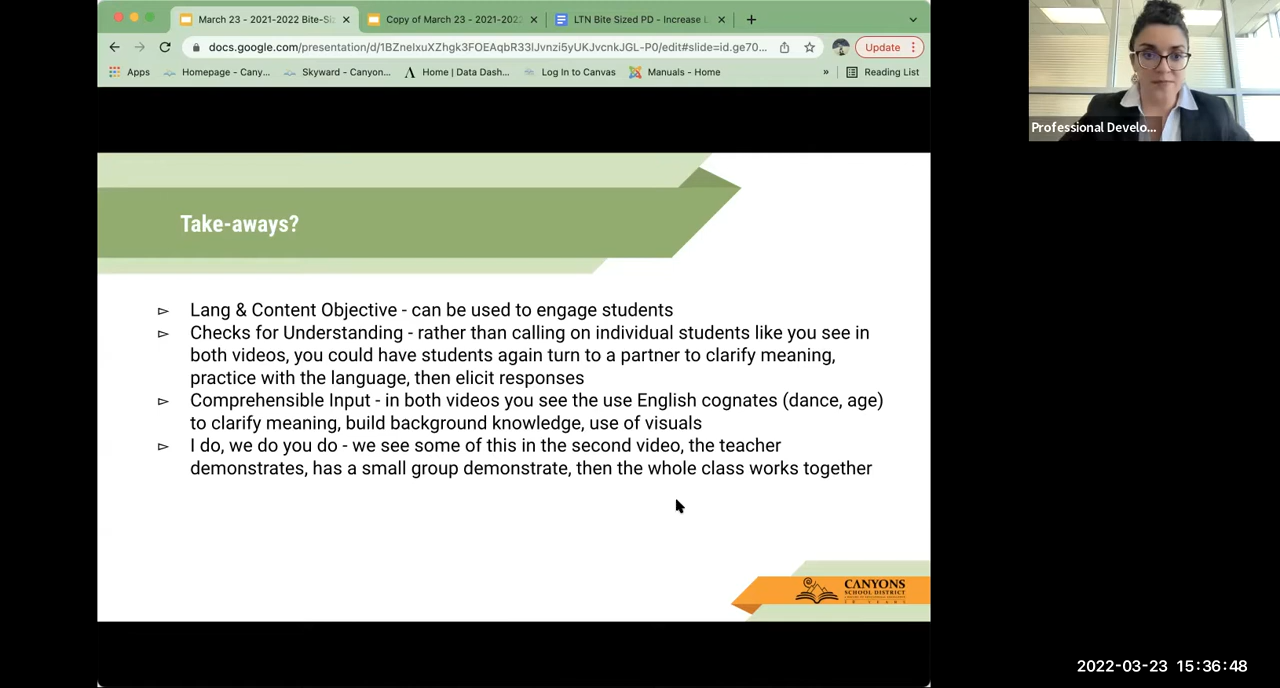 March 23 - 2021-2022 Bite-Si
Copy of March 23 - 2021-202
LTN Bite Sized PD - Increase L
docs.google.com/presentation/d/1BZneIxuXZhgk3FOEAqbR33lJvnzi5yUKJvcnkJGL-P0/edit#slide=id.ge70...
Update
Apps
Homepage - Cany...
Skyward - Canyon...
Home | Data Dash...
Log In to Canvas
Manuals - Home
»
Reading List
Professional Develo...
Take-aways?
Lang & Content Objective - can be used to engage students
Checks for Understanding - rather than calling on individual students like you see in
both videos, you could have students again turn to a partner to clarify meaning,
practice with the language, then elicit responses
Comprehensible Input - in both videos you see the use English cognates (dance, age)
to clarify meaning, build background knowledge, use of visuals
I do, we do you do - we see some of this in the second video, the teacher
demonstrates, has a small group demonstrate, then the whole class works together
CANYONS
SCHOOL DISTRICT
2022-03-23 15:36:48